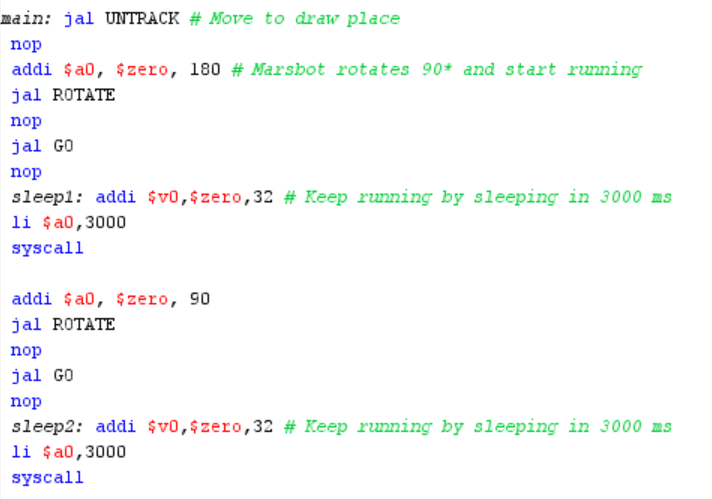 main: jal UNTRACK # Move to draw place
nop
addi $a0, $zero, 180 # Marsbot rotates 90* and start running
jal ROTATE
nop
jal GO
nop
sleep1: addi $v0,$zero,32 # Keep running by sleeping in 3000 ms
li $a0,3000
syscall
addi $a0, $zero, 90
jal ROTATE
nop
jal GO
nop
sleep2: addi $v0,$zero,32 # Keep running by sleeping in 3000 ms
li $a0,3000
syscall